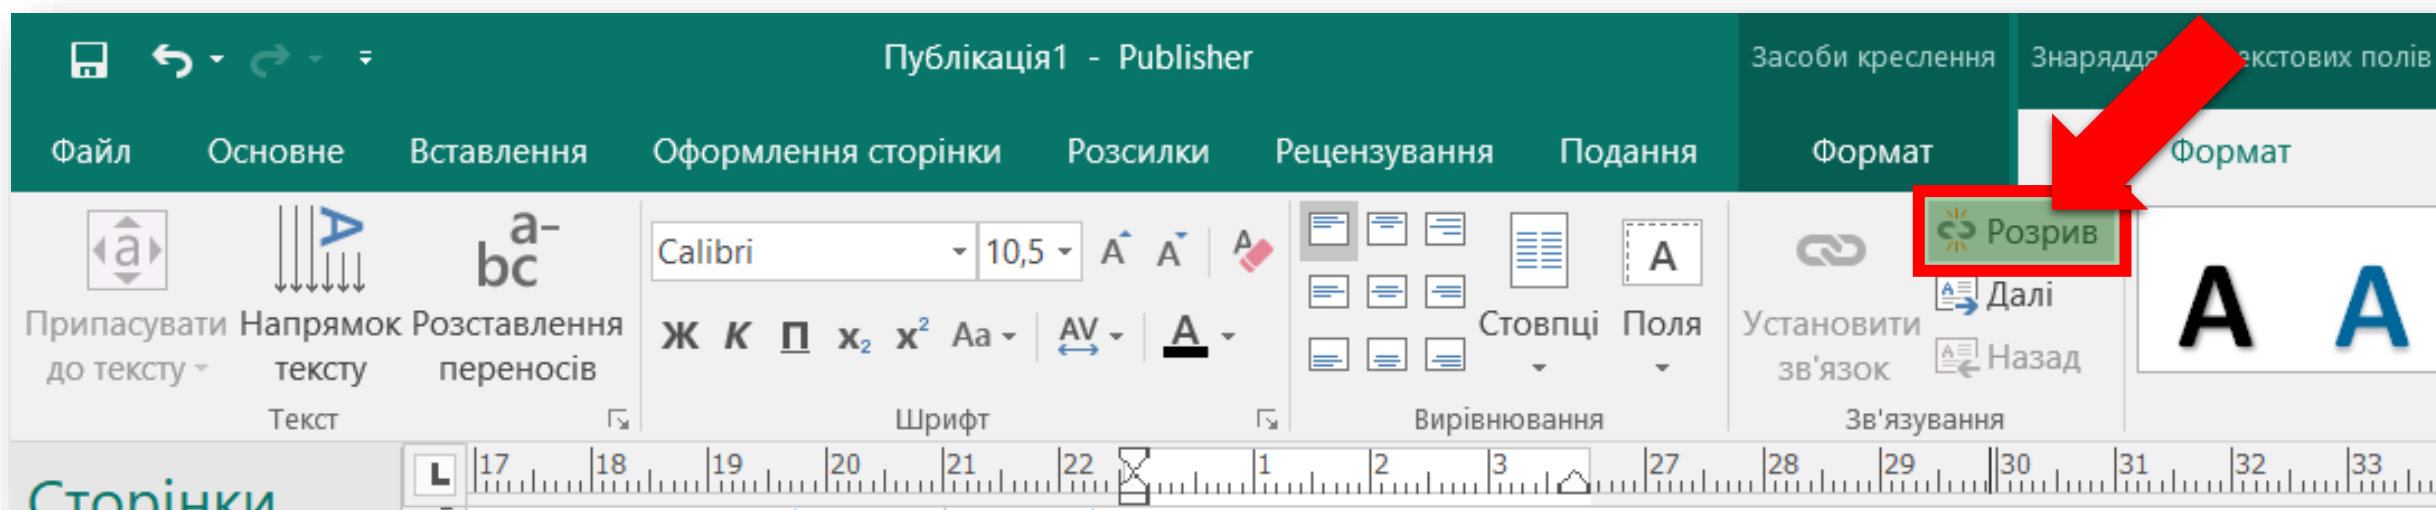 Публікація1 - Publisher
Засоби креслення
Знаряддя екстових полів
Файл Основне Вставлення Оформлення сторінки Розсилки Рецензування Подання Формат Формат
Припасувати до тексту
Напрямок тексту
a-
bc
Розставлення переносів
Текст
Calibri 10,5 A A A
Ж К П x₂ x² Aa AV A
Шрифт
Стовпці
A
Поля
Вирівнювання
Установити зв'язок
Розрив
Далі
Назад
Зв'язування
A A
Сторінки
L 17 18 19 20 21 22 1 2 3 27 28 29 30 31 32 33